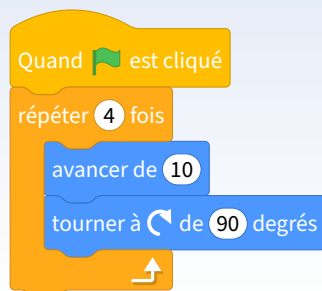 Quand est cliqué
répéter 4 fois
avancer de 10
tourner à de 90 degrés